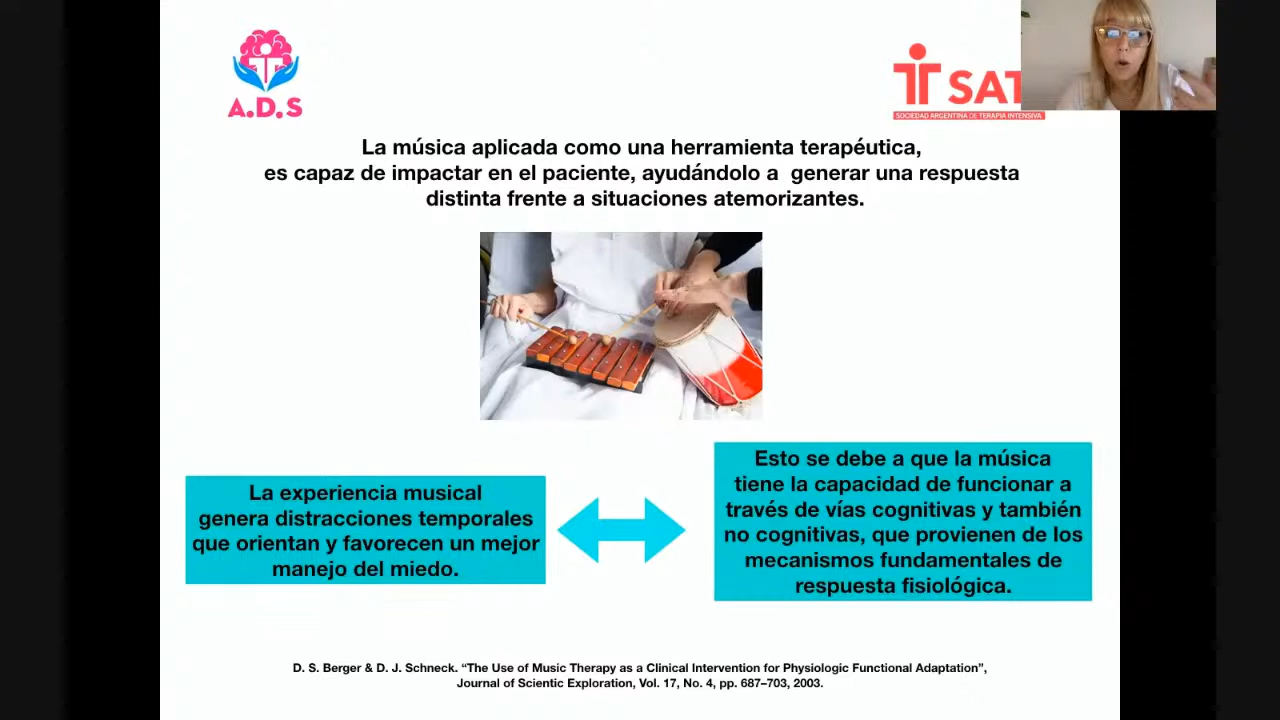 A.D.S
SAT
SOCIEDAD ARGENTINA DE TERAPIA INTENSIVA
La música aplicada como una herramienta terapéutica,
es capaz de impactar en el paciente, ayudándolo a generar una respuesta
distinta frente a situaciones atemorizantes.
La experiencia musical
genera distracciones temporales
que orientan y favorecen un mejor
manejo del miedo.
Esto se debe a que la música
tiene la capacidad de funcionar a
través de vías cognitivas y también
no cognitivas, que provienen de los
mecanismos fundamentales de
respuesta fisiológica.
D. S. Berger & D. J. Schneck. “The Use of Music Therapy as a Clinical Intervention for Physiologic Functional Adaptation”,
Journal of Scientic Exploration, Vol. 17, No. 4, pp. 687–703, 2003.